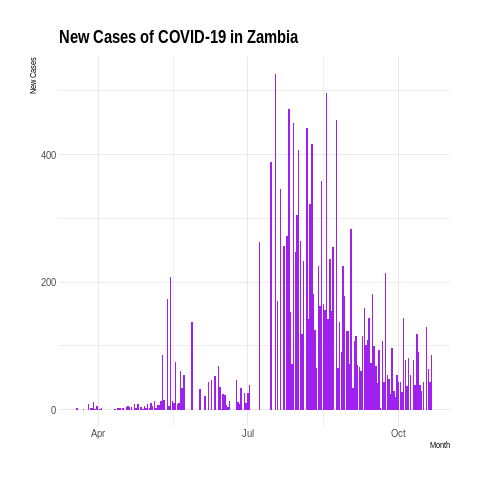 New Cases of COVID-19 in Zambia
New Cases
400
200
0
Apr
Jul
Oct
Month